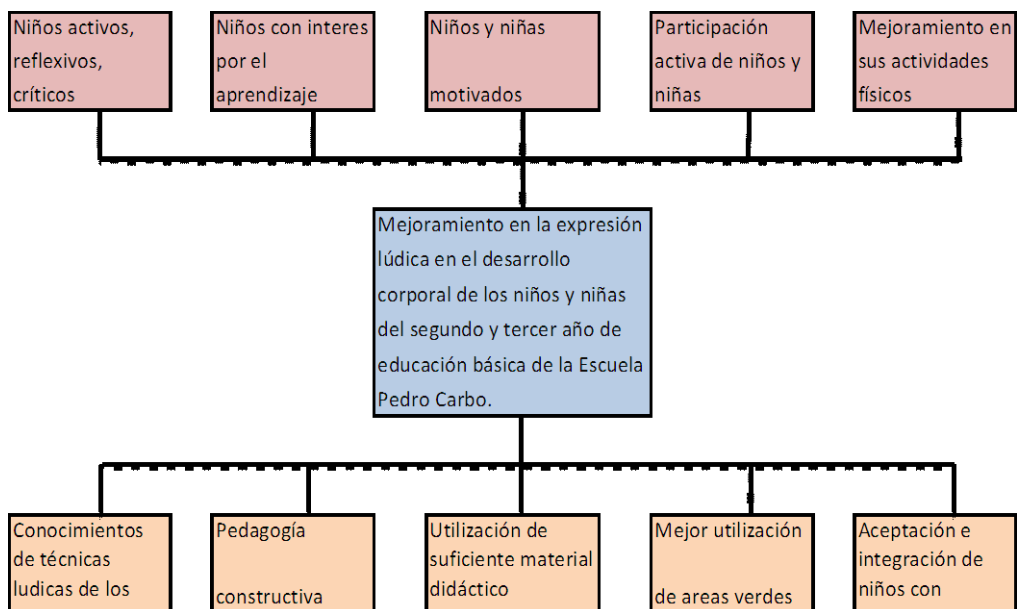 Niños activos,
reflexivos,
críticos
Niños con interes
por el
aprendizaje
Niños y niñas
motivados
Participación
activa de niños y
niñas
Mejoramiento en
sus actividades
físicos
Mejoramiento en la expresión
lúdica en el desarrollo
corporal de los niños y niñas
del segundo y tercer año de
educación básica de la Escuela
Pedro Carbo.
Conocimientos
de técnicas
ludicas de los
Pedagogía
constructiva
Utilización de
suficiente material
didáctico
Mejor utilización
de areas verdes
Aceptación e
integración de
niños con